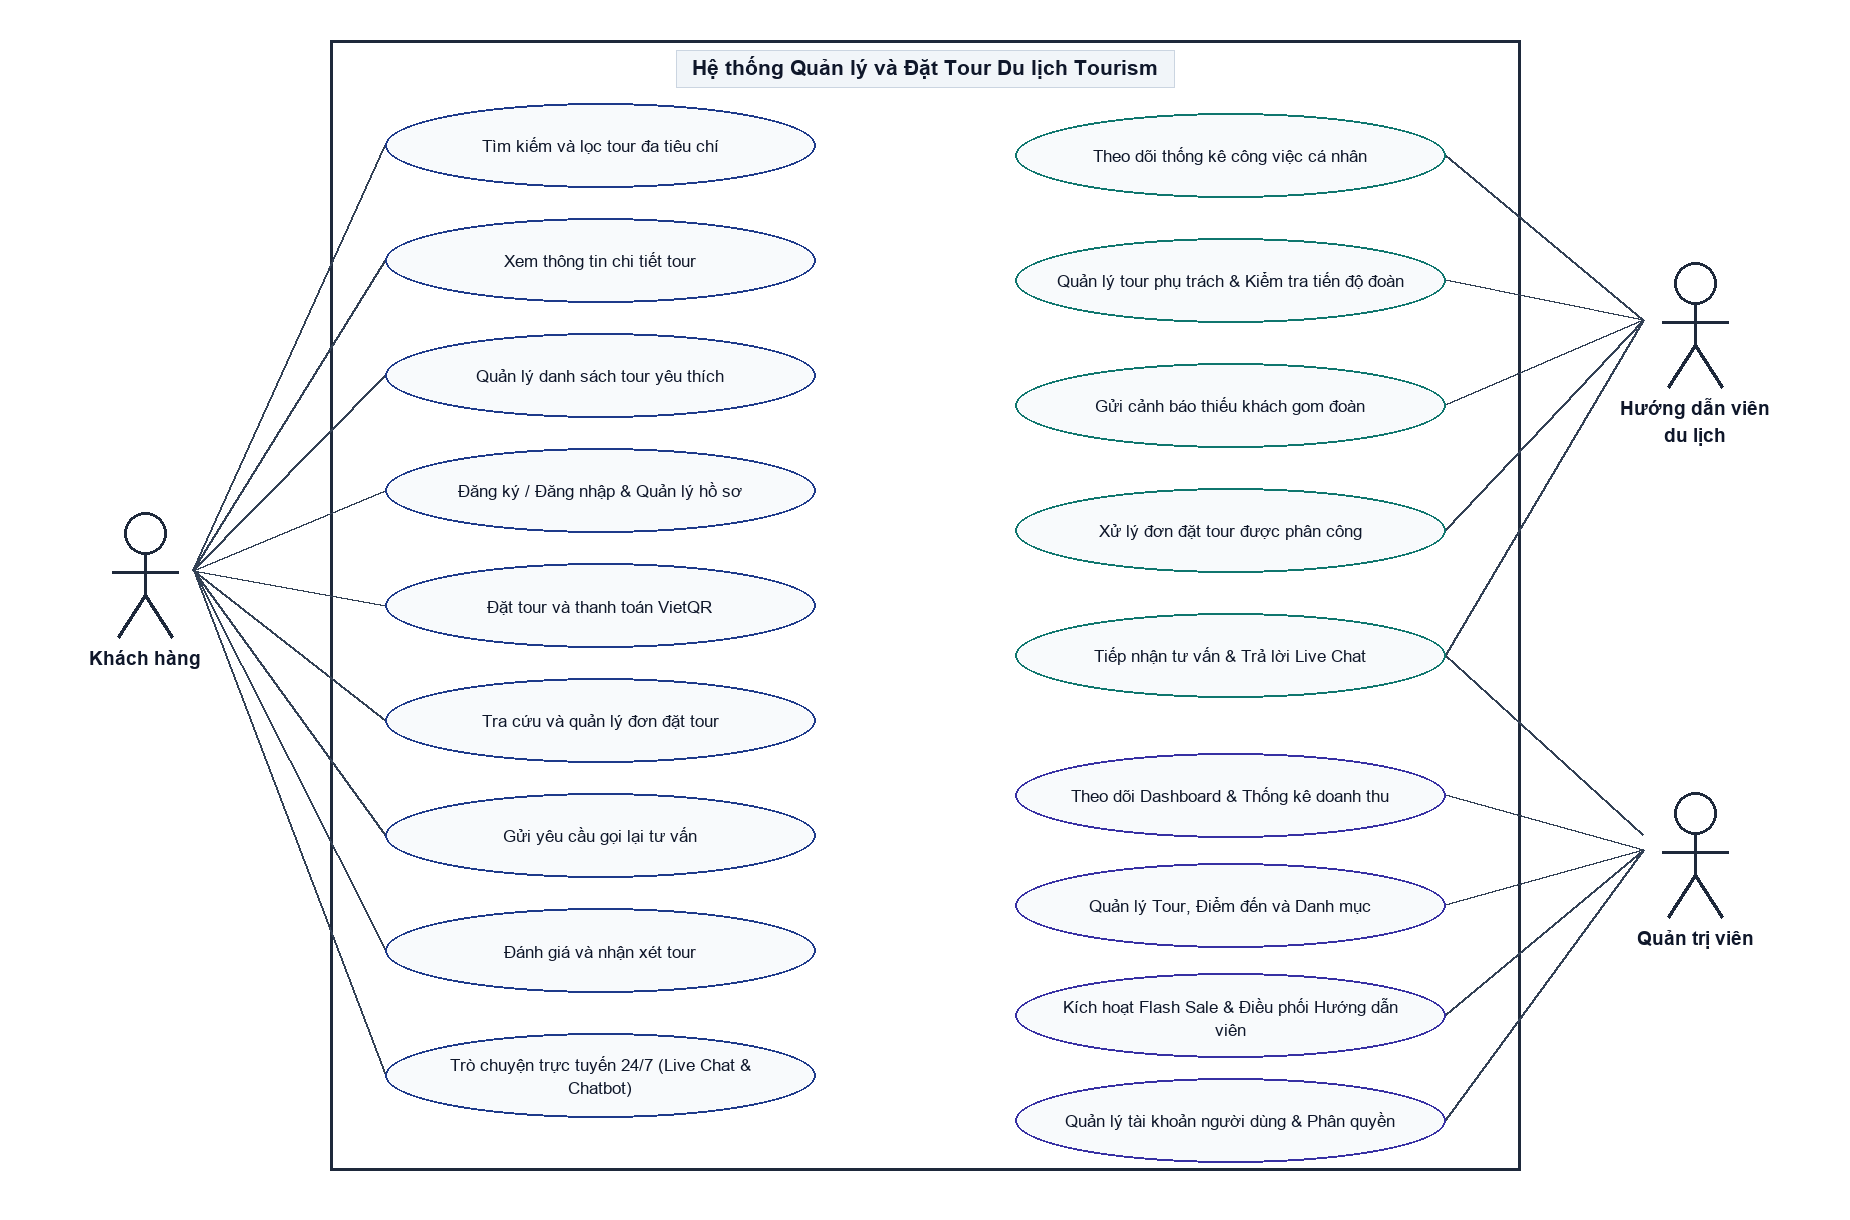 Hệ thống Quản lý và Đặt Tour Du lịch Tourism
Tìm kiếm và lọc tour đa tiêu chí
Xem thông tin chi tiết tour
Quản lý danh sách tour yêu thích
Đăng ký / Đăng nhập & Quản lý hồ sơ
Đặt tour và thanh toán VietQR
Tra cứu và quản lý đơn đặt tour
Gửi yêu cầu gọi lại tư vấn
Đánh giá và nhận xét tour
Trò chuyện trực tuyến 24/7 (Live Chat &
Chatbot)
Khách hàng
Theo dõi thống kê công việc cá nhân
Quản lý tour phụ trách & Kiểm tra tiến độ đoàn
Gửi cảnh báo thiếu khách gom đoàn
Xử lý đơn đặt tour được phân công
Tiếp nhận tư vấn & Trả lời Live Chat
Theo dõi Dashboard & Thống kê doanh thu
Quản lý Tour, Điểm đến và Danh mục
Kích hoạt Flash Sale & Điều phối Hướng dẫn
viên
Quản lý tài khoản người dùng & Phân quyền
Hướng dẫn viên
du lịch
Quản trị viên